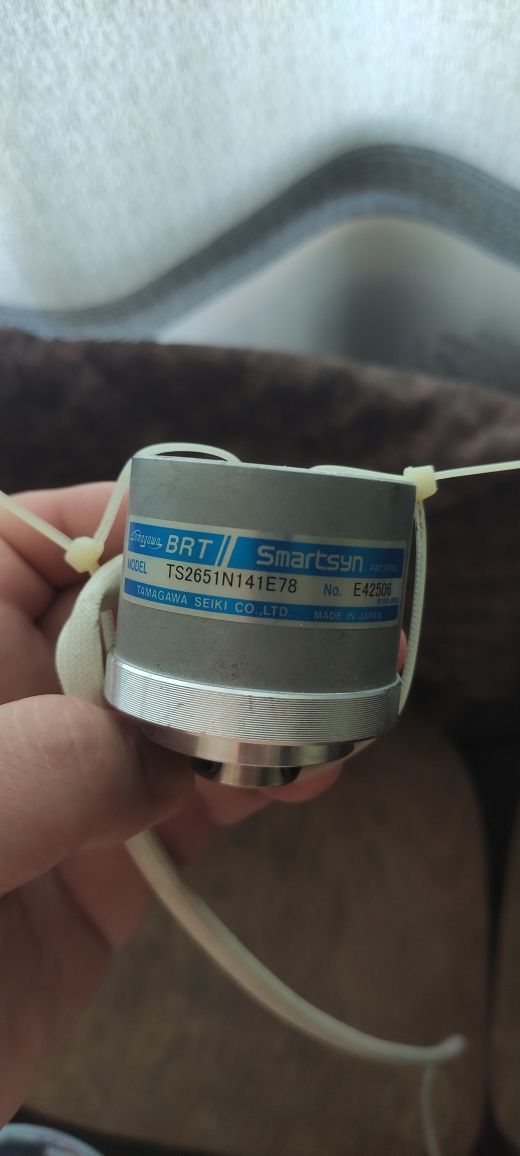 Tamagawa BRT// Smartsyn PAT. PEND
MODEL TS2651N141E78 No. E42506
TAMAGAWA SEIKI CO.,LTD. MADE IN JAPAN